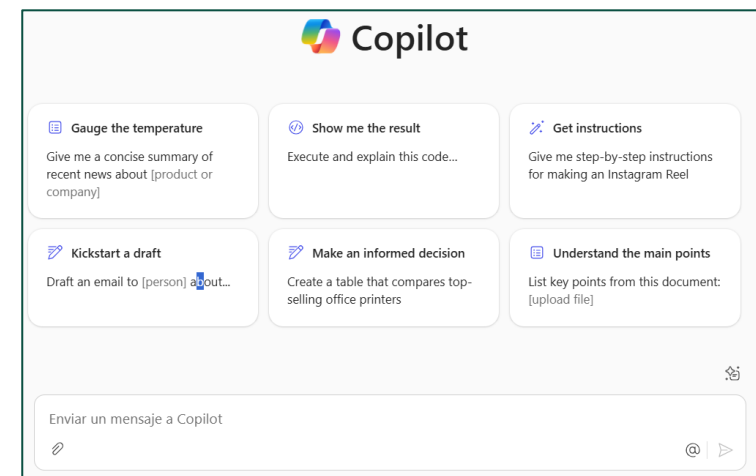 Copilot
Gauge the temperature
Give me a concise summary of
recent news about [product or
company]
Show me the result
Execute and explain this code...
Get instructions
Give me step-by-step instructions
for making an Instagram Reel
Kickstart a draft
Draft an email to [person] about...
Make an informed decision
Create a table that compares top-
selling office printers
Understand the main points
List key points from this document:
[upload file]
Enviar un mensaje a Copilot
@